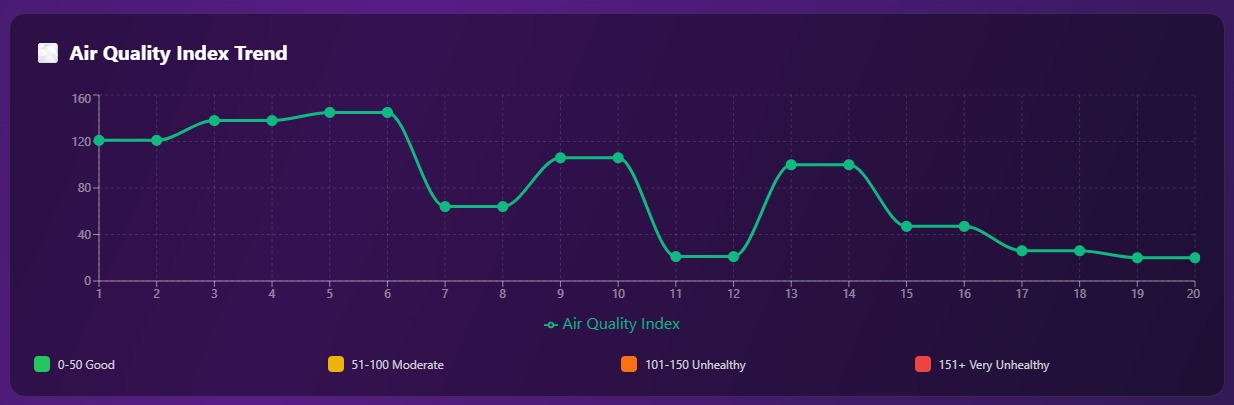 Air Quality Index Trend
160
120
80
40
0
1 2 3 4 5 6 7 8 9 10 11 12 13 14 15 16 17 18 19 20
Air Quality Index
0-50 Good 51-100 Moderate 101-150 Unhealthy 151+ Very Unhealthy